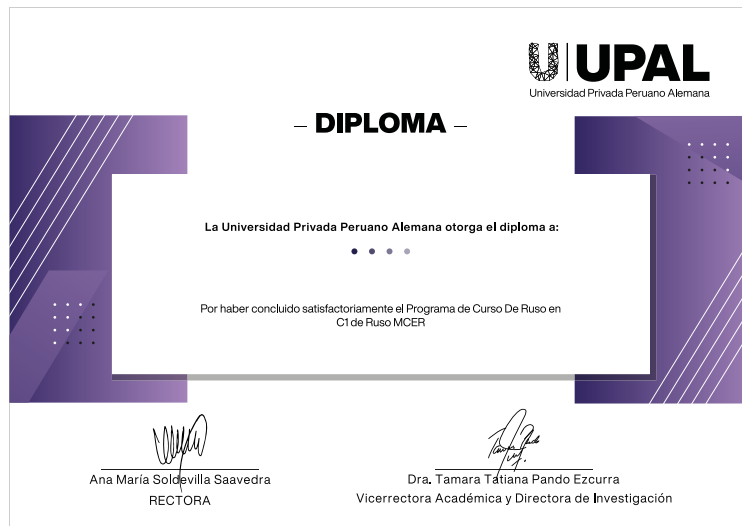 UPAL
Universidad Privada Peruano Alemana
– DIPLOMA –
La Universidad Privada Peruano Alemana otorga el diploma a:
Por haber concluido satisfactoriamente el Programa de Curso De Ruso en
C1 de Ruso MCER
Ana María Soldevilla Saavedra
RECTORA
Dra. Tamara Tatiana Pando Ezcurra
Vicerrectora Académica y Directora de Investigación